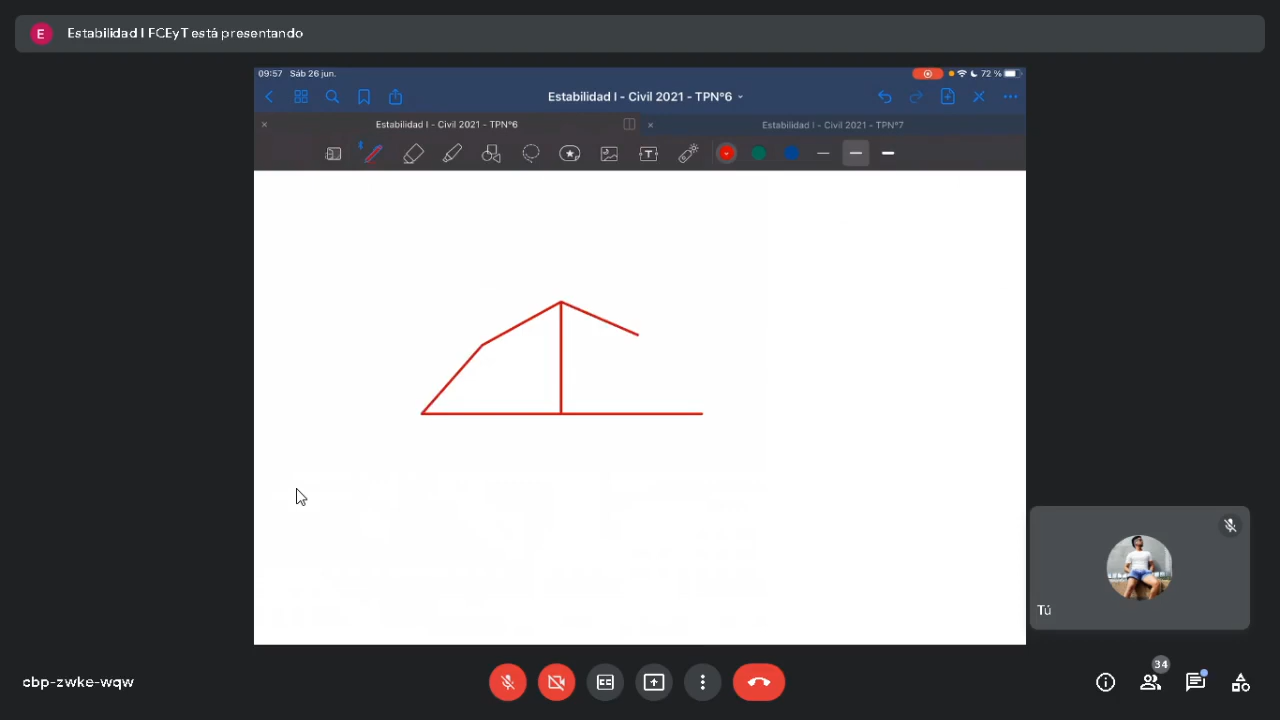 E
Estabilidad I FCEyT está presentando
09:57 Sáb 26 jun.
72 %
Estabilidad I - Civil 2021 - TPN°6
Estabilidad I - Civil 2021 - TPN°6
Estabilidad I - Civil 2021 - TPN°7
T
Tú
cbp-zwke-wqw
CC
34